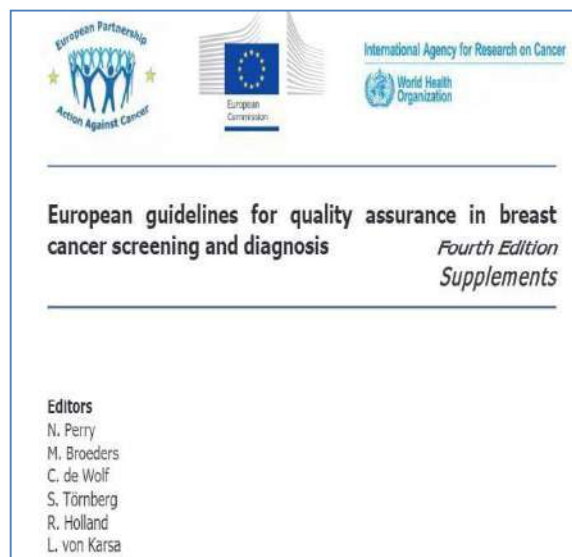 European Partnership
Action Against Cancer
European
Commission
International Agency for Research on Cancer
World Health
Organization
European guidelines for quality assurance in breast
cancer screening and diagnosis Fourth Edition
Supplements
Editors
N. Perry
M. Broeders
C. de Wolf
S. Törnberg
R. Holland
L. von Karsa